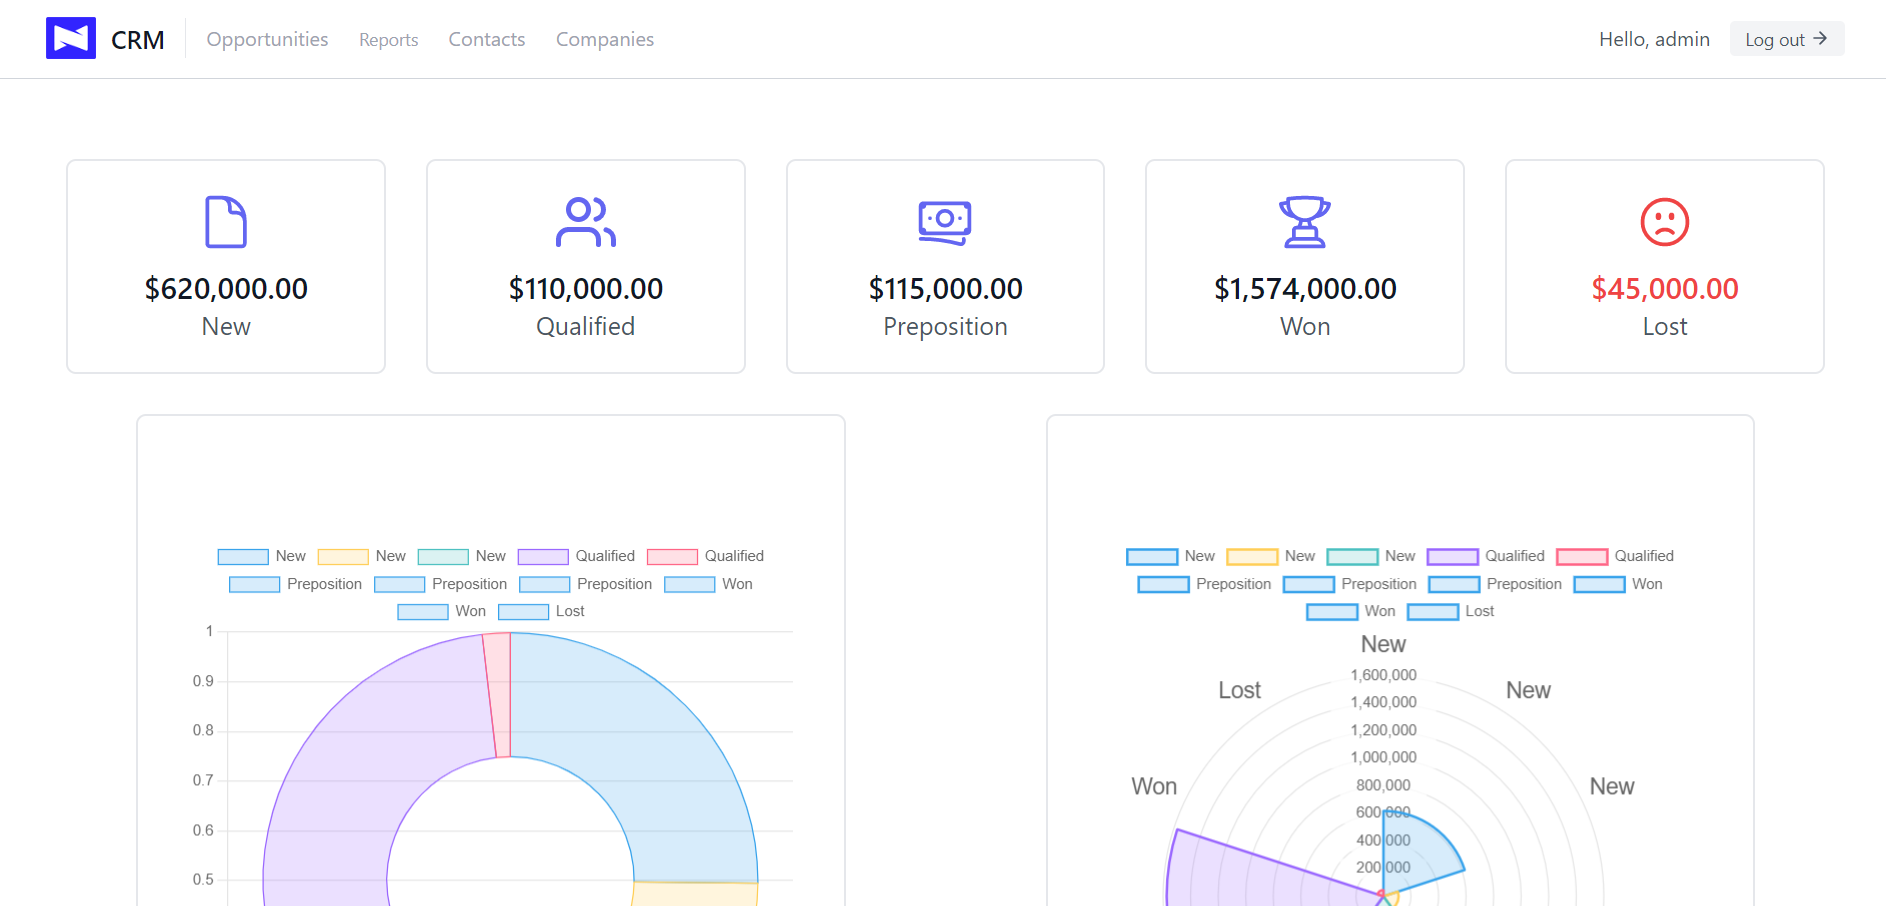 CRM Opportunities Reports Contacts Companies Hello, admin Log out
$620,000.00
New
$110,000.00
Qualified
$115,000.00
Preposition
$1,574,000.00
Won
$45,000.00
Lost
New New New Qualified Qualified
Preposition Preposition Preposition Won
Won Lost
1
0.9
0.8
0.7
0.6
0.5
New New New Qualified Qualified
Preposition Preposition Preposition Won
Won Lost
New
1,600,000
Lost New
1,400,000
1,200,000
1,000,000
Won 800,000 New
600,000
400,000
200,000